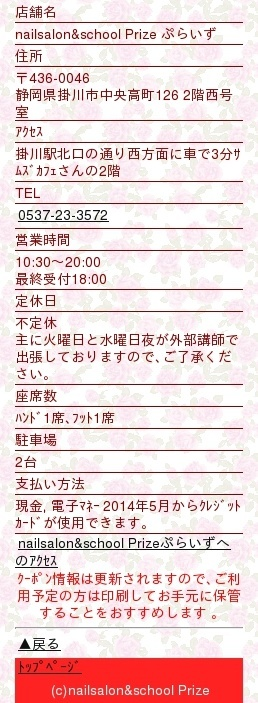 店舗名
nailsalon&school Prize ぷらいず
住所
〒436-0046
静岡県掛川市中央高町126 2階西号
室
ｱｸｾｽ
掛川駅北口の通り西方面に車で3分ｻ
ﾑｽﾞｶﾌｪさんの2階
TEL
0537-23-3572
営業時間
10:30～20:00
最終受付18:00
定休日
不定休
主に火曜日と水曜日夜が外部講師で
出張しておりますので､ご了承くだ
さい｡
座席数
ﾊﾝﾄﾞ1席､ﾌｯﾄ1席
駐車場
2台
支払い方法
現金, 電子ﾏﾈｰ 2014年5月からｸﾚｼﾞｯﾄ
ｶｰﾄﾞが使用できます｡
nailsalon&school Prizeぷらいずへ
のｱｸｾｽ
ｸｰﾎﾟﾝ情報は更新されますので､ご利
用予定の方は印刷してお手元に保管
することをおすすめします ｡
▲戻る
ﾄｯﾌﾟﾍﾟｰｼﾞ
(c)nailsalon&school Prize